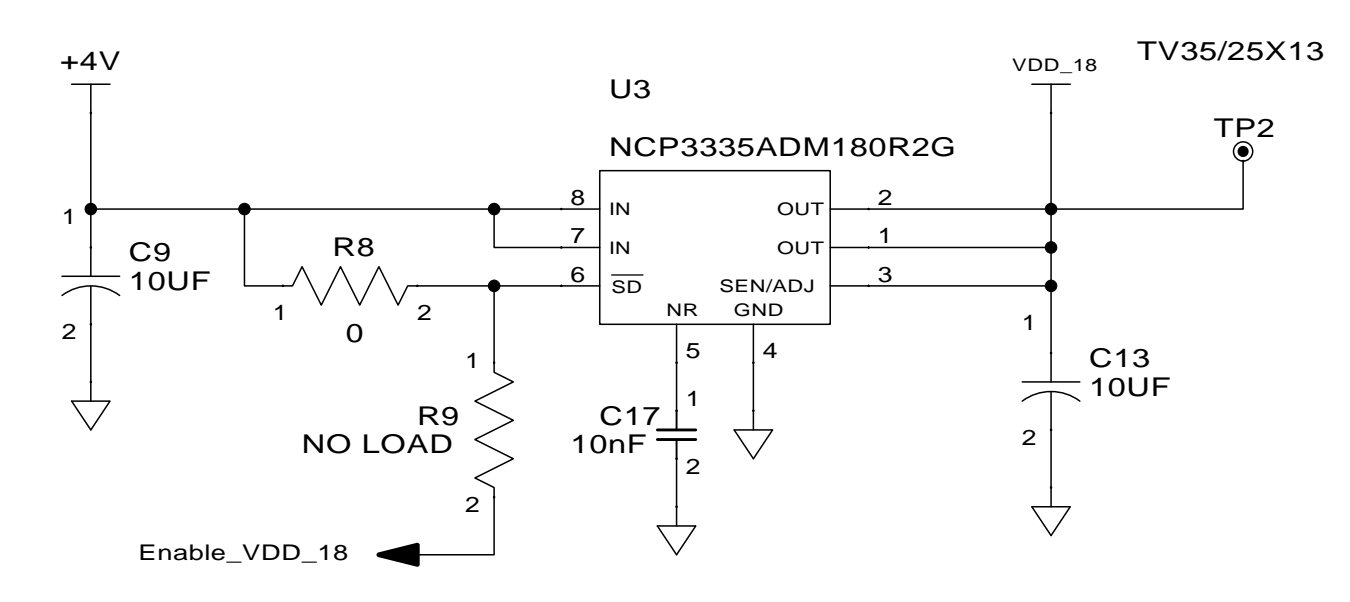 +4V
VDD_18
TV35/25X13
U3
TP2
NCP3335ADM180R2G
1
8
IN
OUT
2
7
IN
OUT
1
C9
10UF
R8
6
SD
SEN/ADJ
3
1
2
0
NR
GND
2
1
5
4
1
C13
10UF
R9
NO LOAD
C17
10nF
1
2
2
2
Enable_VDD_18